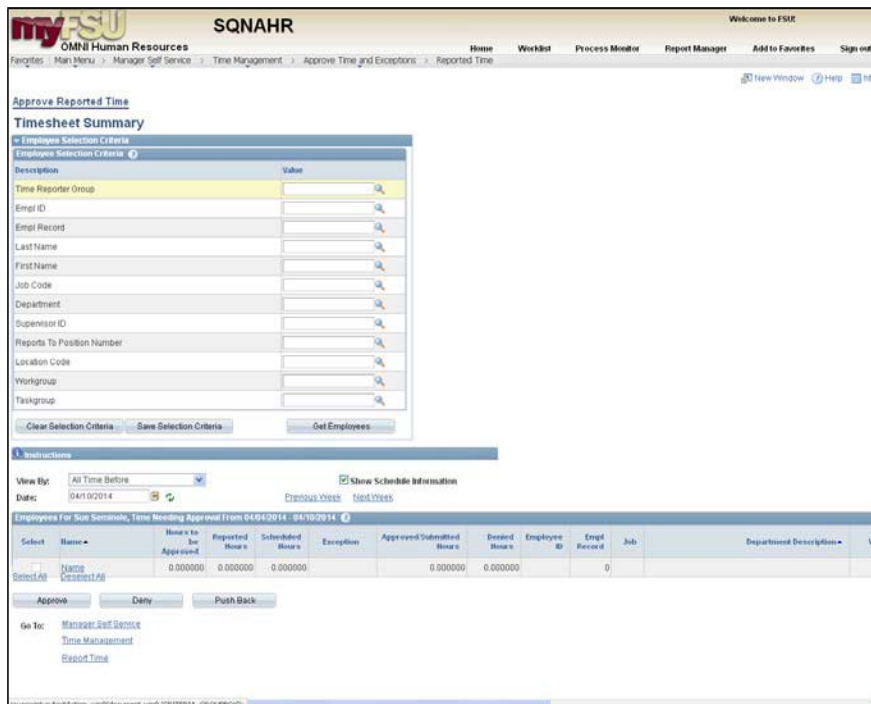 myFSU
SQNAHR
Welcome to FSU!
OMNI Human Resources
Home Worklist Process Monitor Report Manager Add to Favorites Sign out
Favorites Main Menu > Manager Self Service > Time Management > Approve Time and Exceptions > Reported Time
New Window Help
Approve Reported Time
Timesheet Summary
Employee Selection Criteria
Employee Selection Criteria
Description Value
Time Reporter Group
Empl ID
Empl Record
Last Name
First Name
Job Code
Department
Supervisor ID
Reports To Position Number
Location Code
Workgroup
Taskgroup
Clear Selection Criteria Save Selection Criteria Get Employees
Instructions
View By: All Time Before Show Schedule Information
Date: 04/10/2014 Previous Week Next Week
Employees For Sue Seminole, Time Needing Approval From 04/04/2014 - 04/10/2014
Select Name Hours to be Approved Reported Hours Scheduled Hours Exception Approved/Submitted Hours Denied Hours Employee ID Empl Record Job Department Description
Name 0.000000 0.000000 0.000000 0.000000 0.000000 0
Select All Deselect All
Approve Deny Push Back
Go To: Manager Self Service
Time Management
Report Time